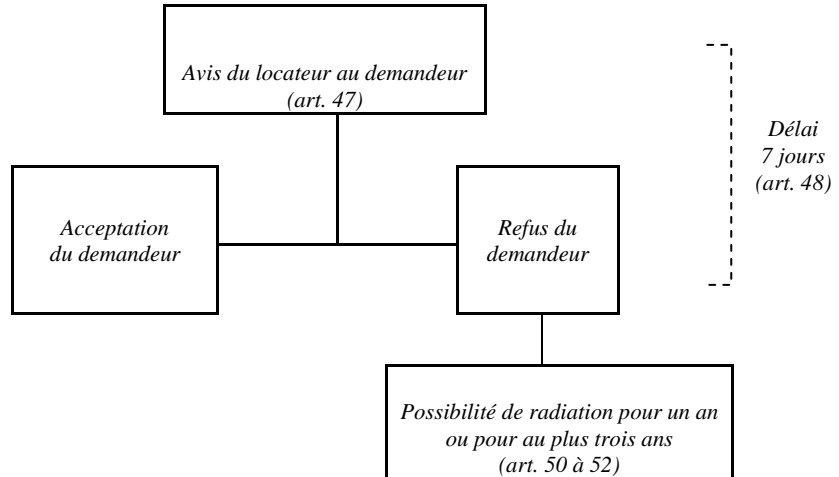 Avis du locateur au demandeur
(art. 47)
Délai
7 jours
(art. 48)
Acceptation
du demandeur
Refus du
demandeur
Possibilité de radiation pour un an
ou pour au plus trois ans
(art. 50 à 52)